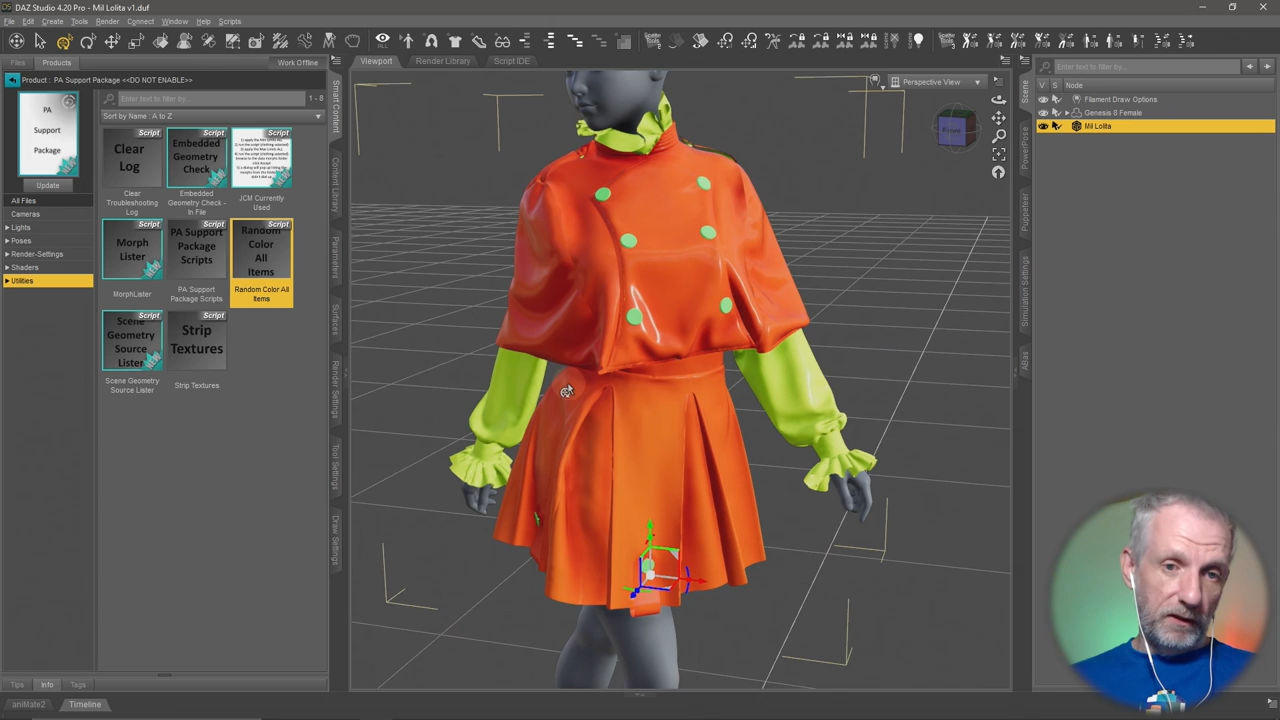 DAZ Studio 4.20 Pro - Mil Lolita v1.duf
File Edit Create Tools Render Connect Window Help Scripts
Files Products Work Offline
Product : PA Support Package <<DO NOT ENABLE>>
PA
Support
Package
Update
All Files
Cameras
Lights
Poses
Render-Settings
Shaders
Utilities
Enter text to filter by...
1 - 8
Sort by Name : A to Z
Script
Clear
Log
Clear
Troubleshooting
Log
Script
Embedded
Geometry
Check
Embedded
Geometry Check -
In File
Script
JCM Currently
Used
Script
Morph
Lister
MorphLister
Script
PA Support
Package
Scripts
PA Support
Package Scripts
Script
Random
Color
All
Items
Random Color All
Items
Script
Scene
Geometry
Source
Lister
Scene Geometry
Source Lister
Script
Strip
Textures
Strip Textures
Tips Info Tags
aniMate2 Timeline
Smart Content
Content Library
Parameters
Surfaces
Render Settings
Tool Settings
Draw Settings
Viewport Render Library Script IDE
Perspective View
Front
Scene
PowerPose
Puppeteer
Simulation Settings
Alias
Enter text to filter by...
V S Node
Filament Draw Options
Genesis 8 Female
Mil Lolita